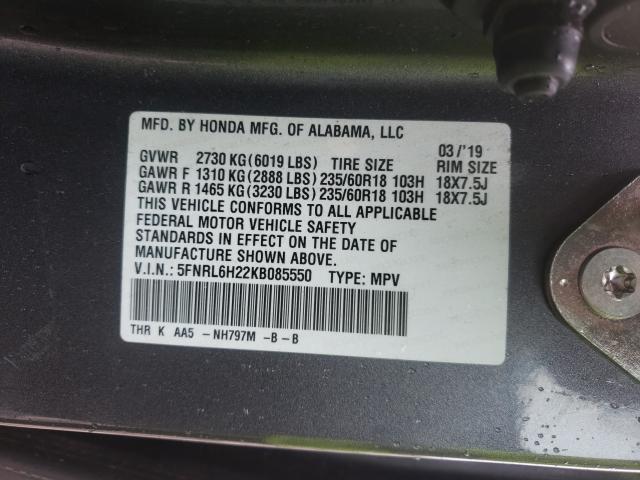 MFD. BY HONDA MFG. OF ALABAMA, LLC
03/'19
GVWR 2730 KG(6019 LBS) TIRE SIZE RIM SIZE
GAWR F 1310 KG(2888 LBS)235/60R18 103H 18X7.5J
GAWR R 1465 KG(3230 LBS)235/60R18 103H 18X7.5J
THIS VEHICLE CONFORMS TO ALL APPLICABLE
FEDERAL MOTOR VEHICLE SAFETY
STANDARDS IN EFFECT ON THE DATE OF
MANUFACTURE SHOWN ABOVE.
V.I.N.: 5FNRL6H22KB085550 TYPE: MPV
THR K AA5 -NH797M -B-B